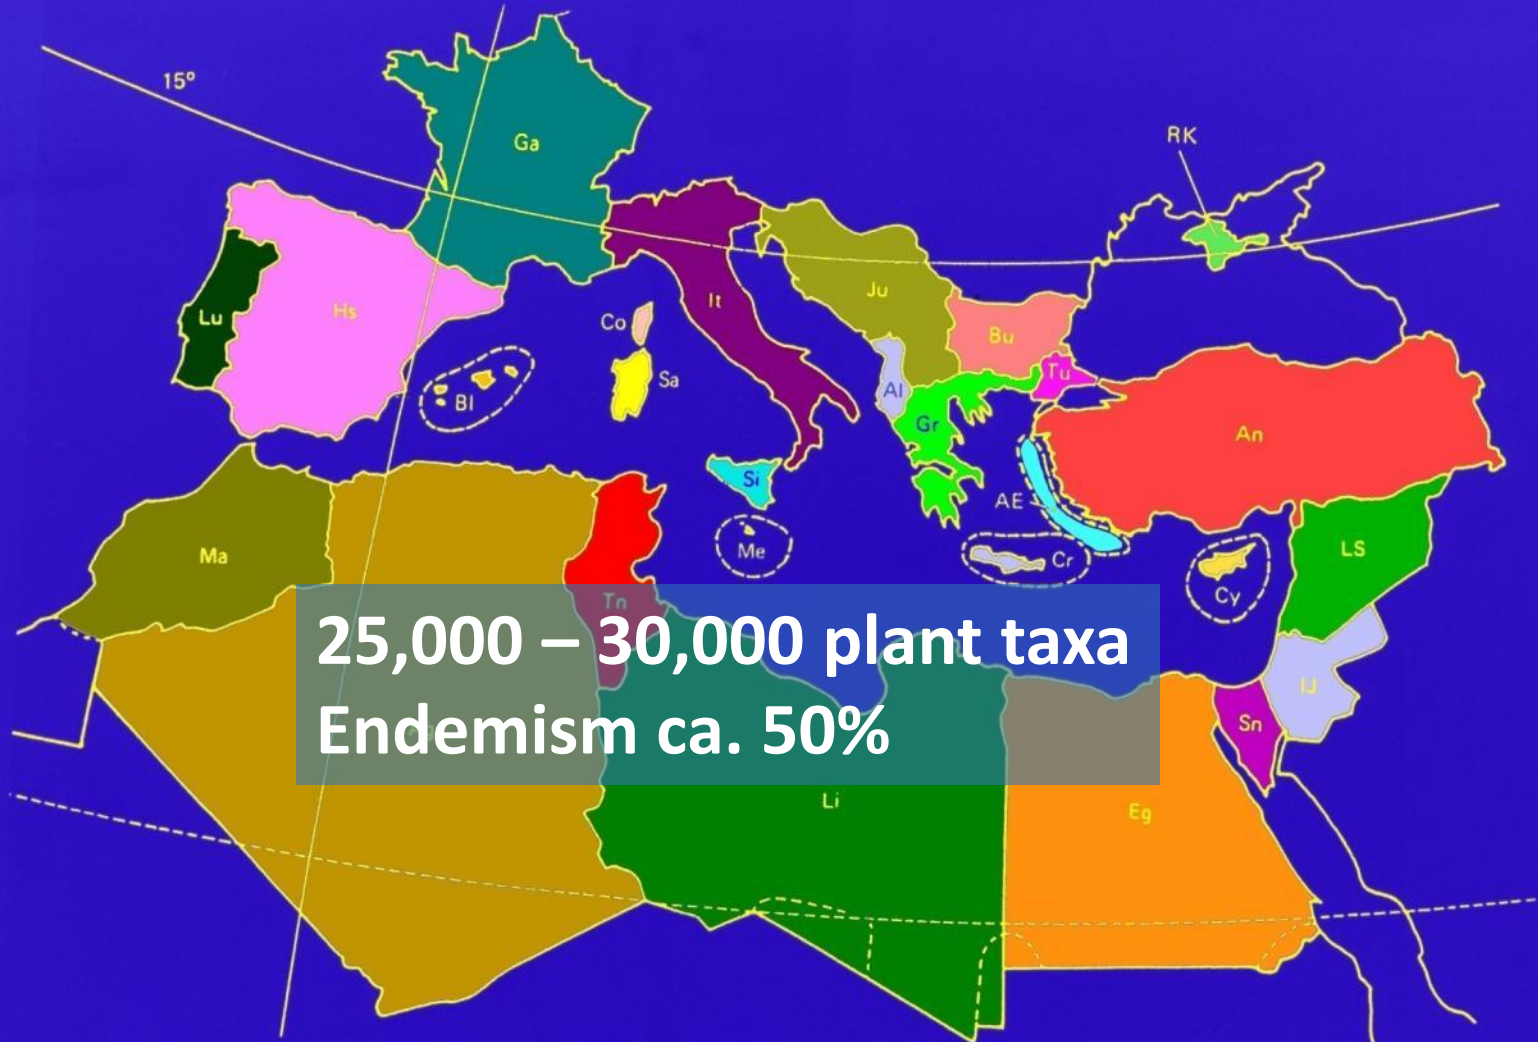 15°
Ga
RK
Lu
Hs
It
Ju
Co
Sa
Bl
Bu
Tu
Al
Gr
An
Si
AE
Me
Cr
Cy
LS
Ma
Tn
25,000 – 30,000 plant taxa
Endemism ca. 50%
IJ
Sn
Li
Eg